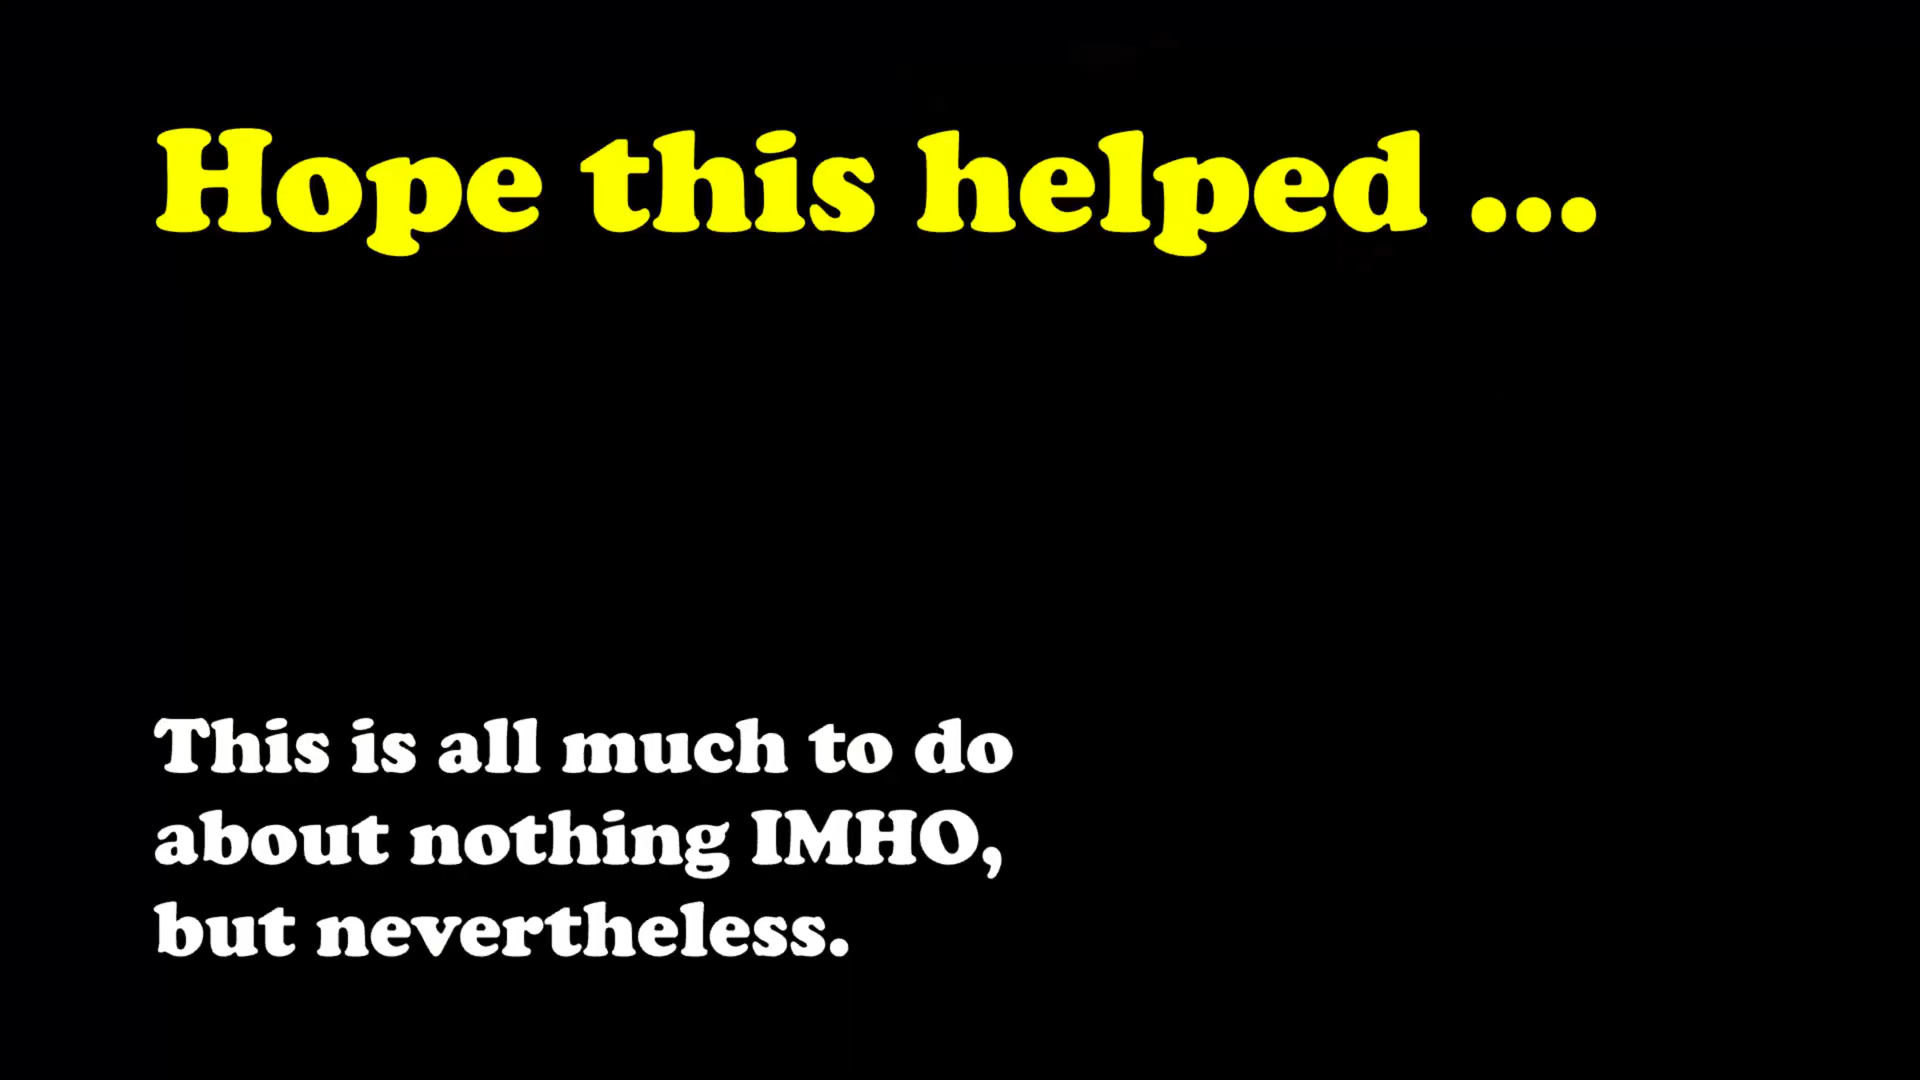 Hope this helped ...
This is all much to do
about nothing IMHO,
but nevertheless.